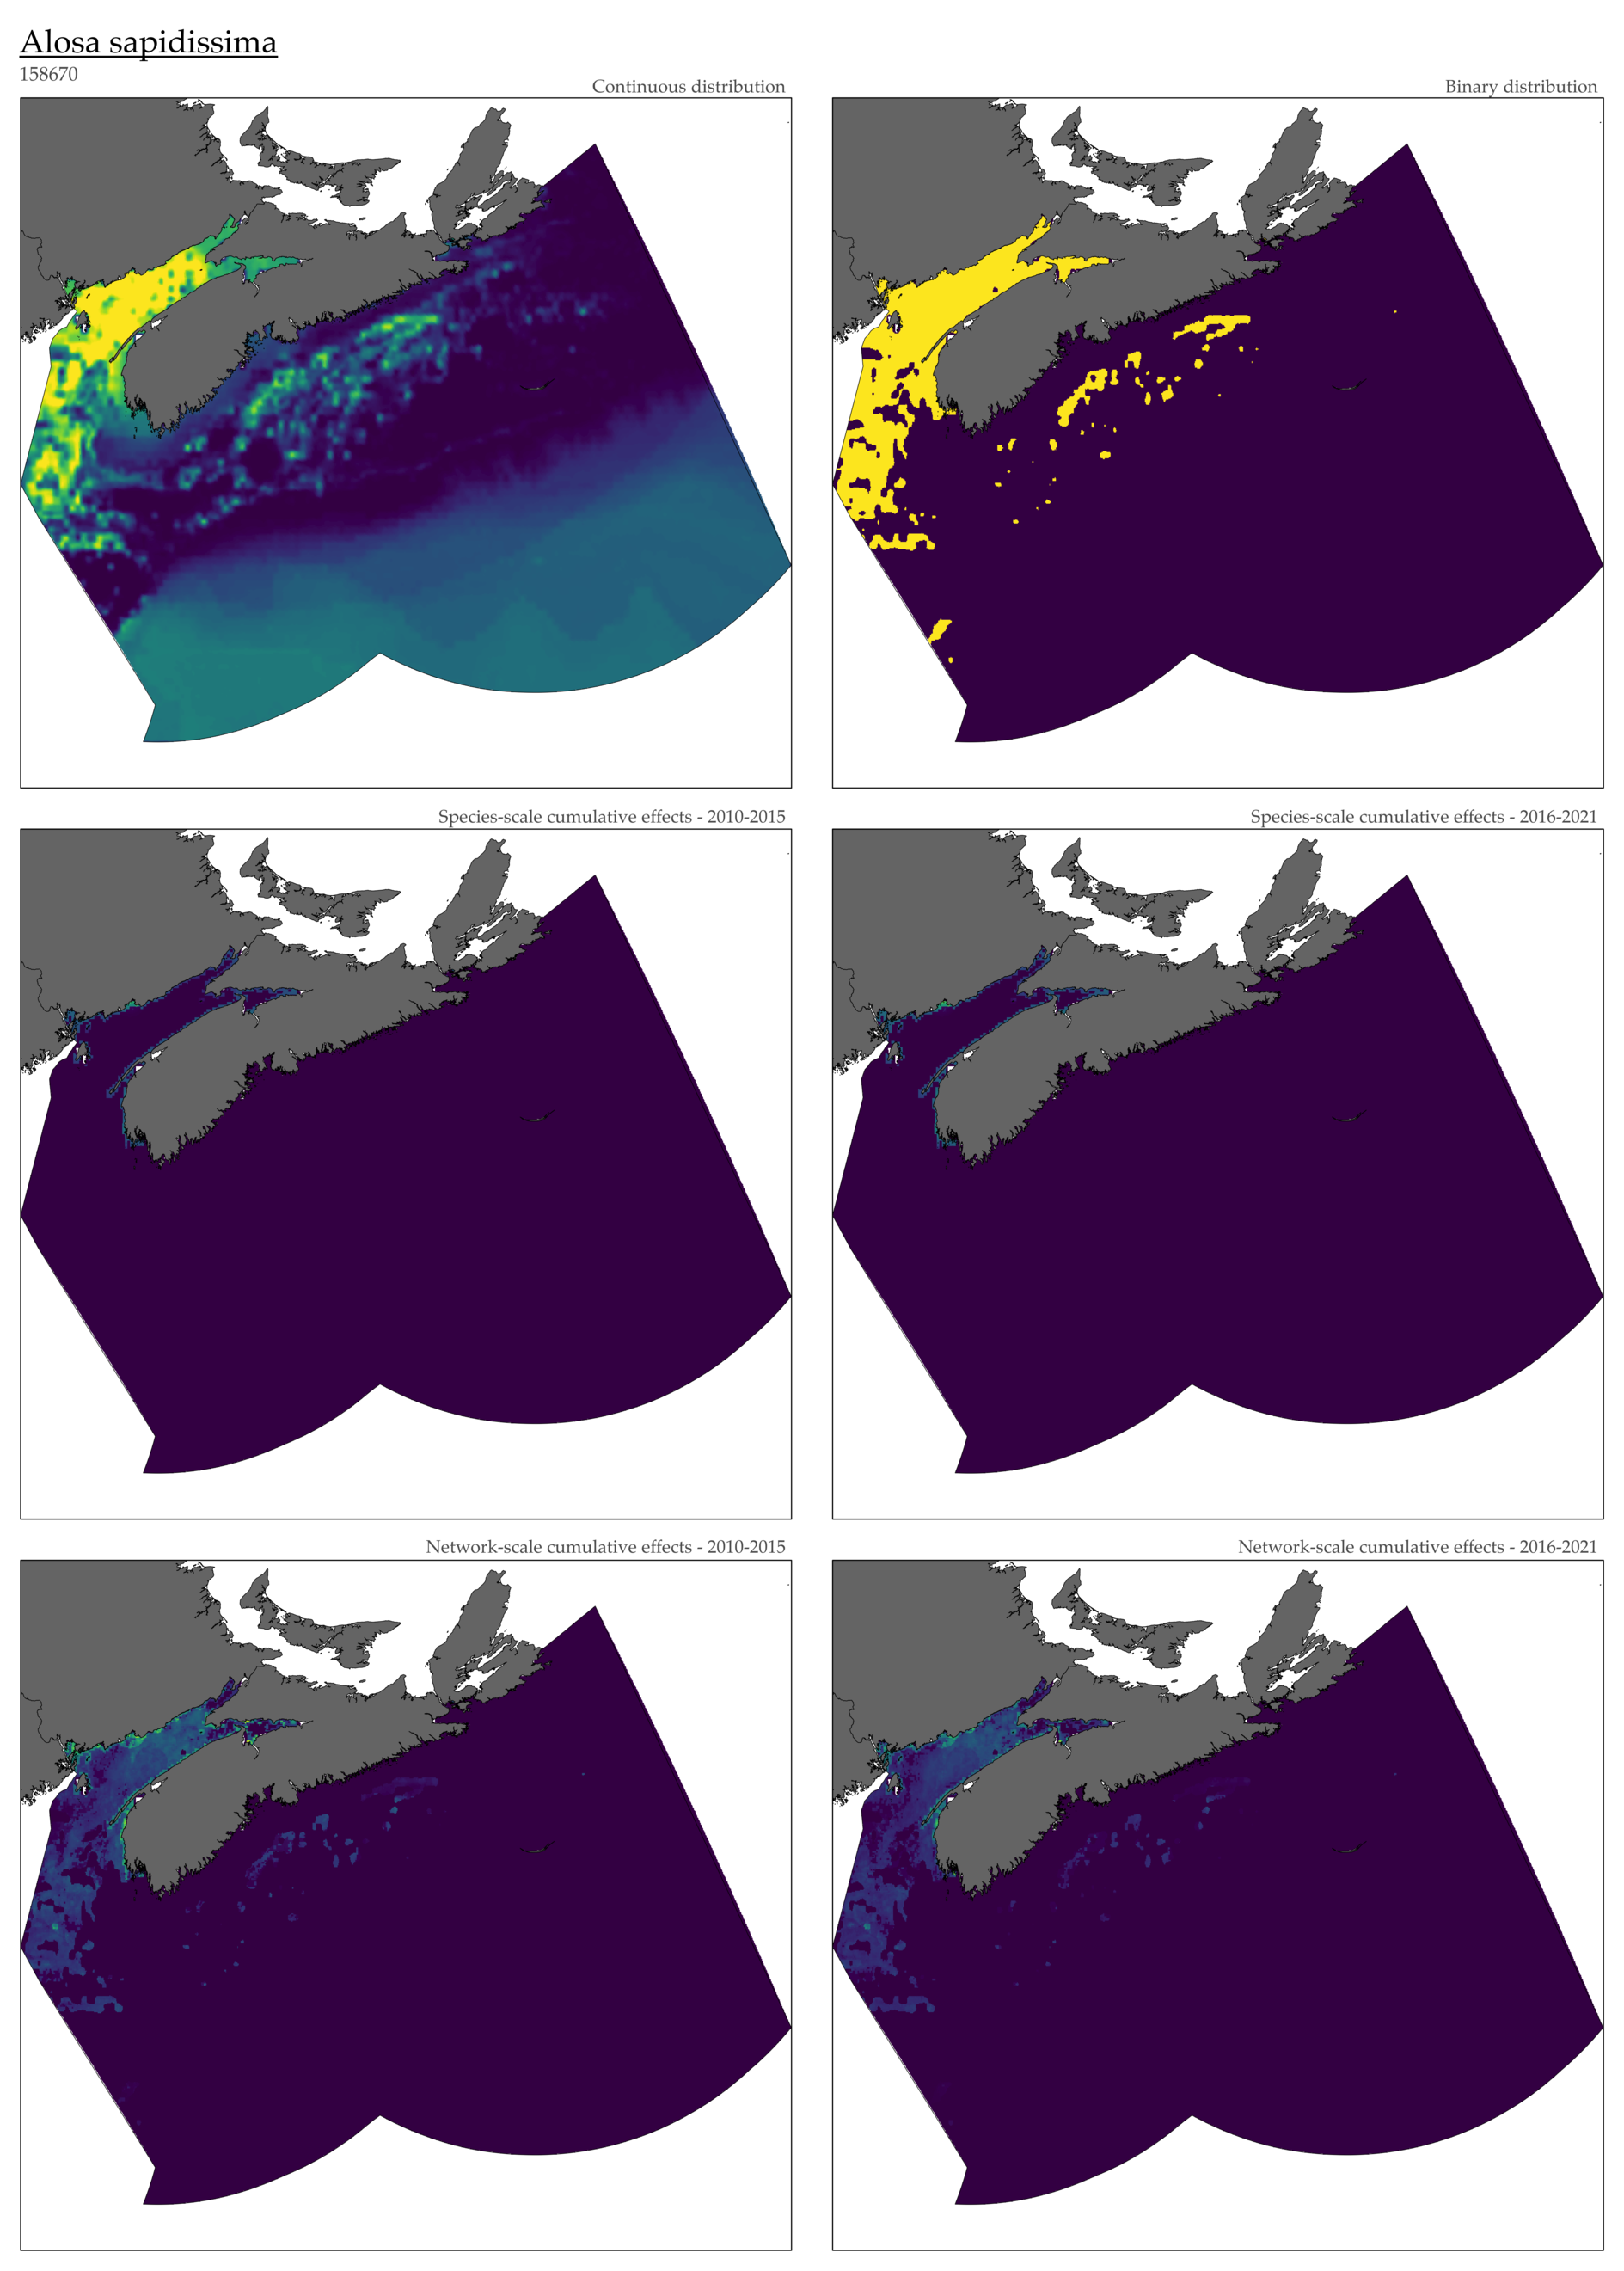 Alosa sapidissima
158670
Continuous distribution
Binary distribution
Species-scale cumulative effects - 2010-2015
Species-scale cumulative effects - 2016-2021
Network-scale cumulative effects - 2010-2015
Network-scale cumulative effects - 2016-2021